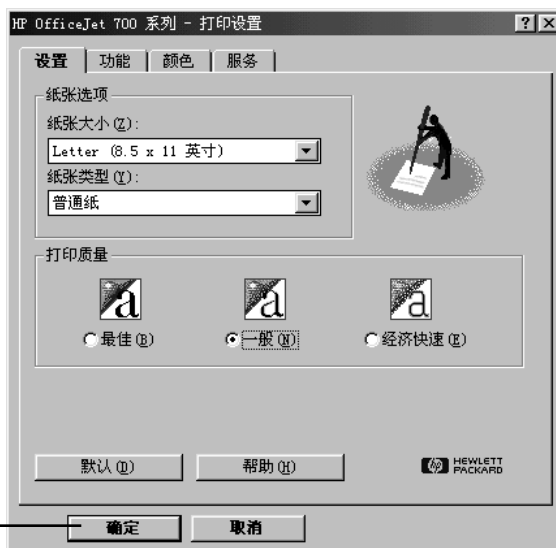 HP OfficeJet 700 系列 - 打印设置
设置 功能 颜色 服务
纸张选项
纸张大小(Z):
Letter (8.5 x 11 英寸)
纸张类型(Y):
普通纸
打印质量
最佳(B) 一般(N) 经济快速(E)
默认(D) 帮助(H)
hp HEWLETT
PACKARD
确定 取消